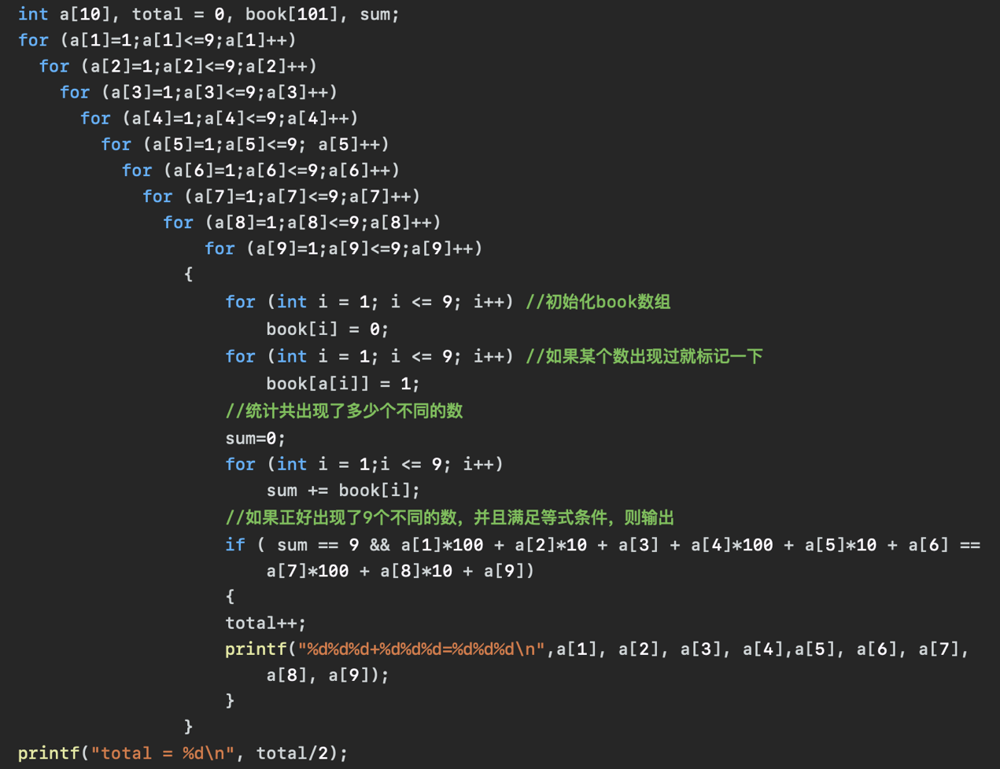 int a[10], total = 0, book[101], sum;
for (a[1]=1;a[1]<=9;a[1]++)
for (a[2]=1;a[2]<=9;a[2]++)
for (a[3]=1;a[3]<=9;a[3]++)
for (a[4]=1;a[4]<=9;a[4]++)
for (a[5]=1;a[5]<=9; a[5]++)
for (a[6]=1;a[6]<=9;a[6]++)
for (a[7]=1;a[7]<=9;a[7]++)
for (a[8]=1;a[8]<=9;a[8]++)
for (a[9]=1;a[9]<=9;a[9]++)
{
for (int i = 1; i <= 9; i++) //初始化book数组
book[i] = 0;
for (int i = 1; i <= 9; i++) //如果某个数出现过就标记一下
book[a[i]] = 1;
//统计共出现了多少个不同的数
sum=0;
for (int i = 1;i <= 9; i++)
sum += book[i];
//如果正好出现了9个不同的数，并且满足等式条件，则输出
if ( sum == 9 && a[1]*100 + a[2]*10 + a[3] + a[4]*100 + a[5]*10 + a[6] ==
a[7]*100 + a[8]*10 + a[9])
{
total++;
printf("%d%d%d+%d%d%d=%d%d%d\n",a[1], a[2], a[3], a[4],a[5], a[6], a[7],
a[8], a[9]);
}
}
printf("total = %d\n", total/2);